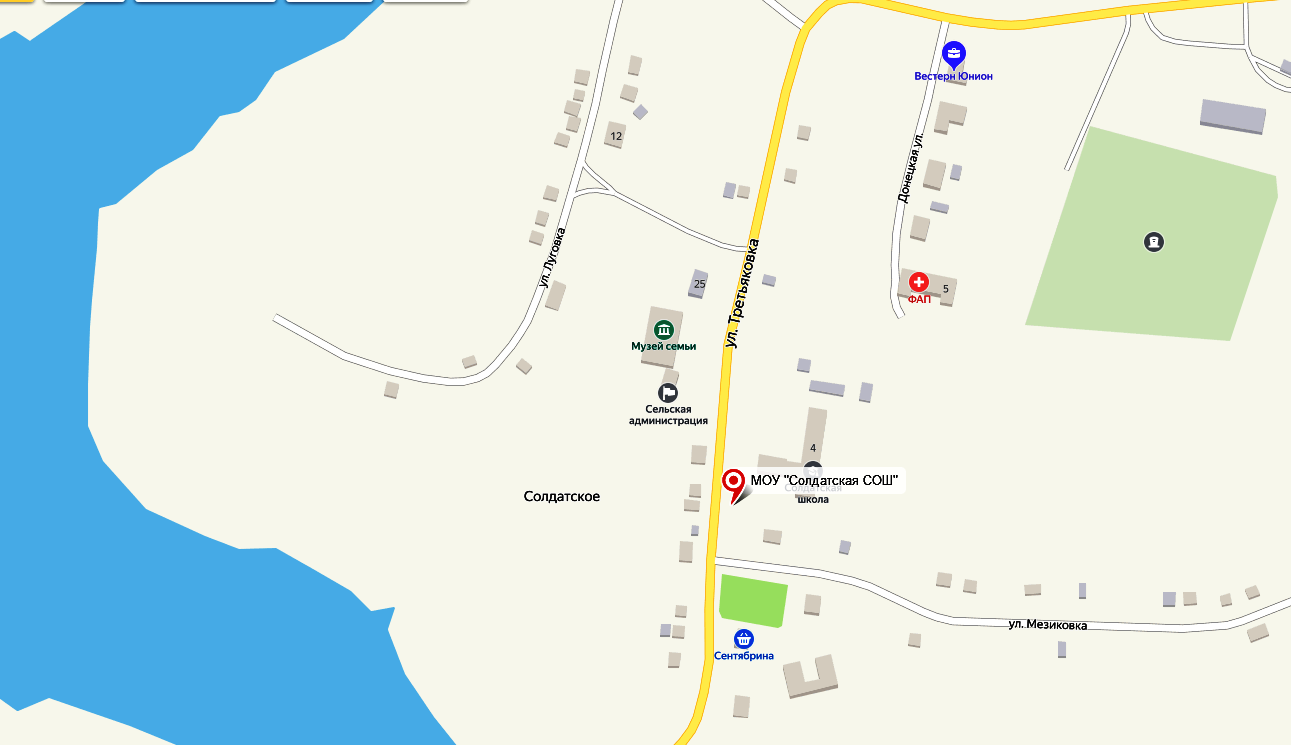 Вестерн Юнион
12
Донецкая ул.
ул. Луговка
ул. Третьяковка
25
5
ФАП
Музей семьи
Сельская
администрация
4
МОУ "Солдатская СОШ"
Солдатская
школа
Солдатское
ул. Мезиковка
Сентябрина